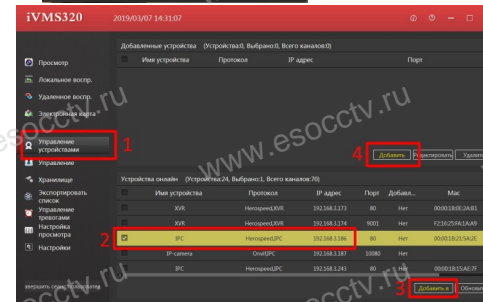 iVMS320 2019/03/07 14:31:07
Добавленные устройства (Устройства:0, Выбрано:0, Всего каналов:0)
Имя устройства Протокол IP адрес Порт
Просмотр
Локальное воспр.
Удаленное воспр.
Электронная карта
Управление
устройствами
1
Управление
Хранилище
Экспортировать
список
Управление
тревогами
Настройка
просмотра
Настройки
4 Добавить Редактировать Удалить
Устройства онлайн (Устройства:24, Выбрано:1, Всего каналов:70)
Имя устройства Протокол IP адрес Порт Добавл... Mac
XVR Herospeed,XVR 192.168.3.173 80 Нет
XVR Herospeed,XVR 192.168.3.174 9001 Нет
2 IPC Herospeed,IPC 192.168.3.186 80 Нет
IP-camera Onvif,IPC 192.168.3.187 10080 Нет
IPC Herospeed,IPC 192.168.3.243 80 Нет
3 Добавить в Обновит
www.esocctv.ru